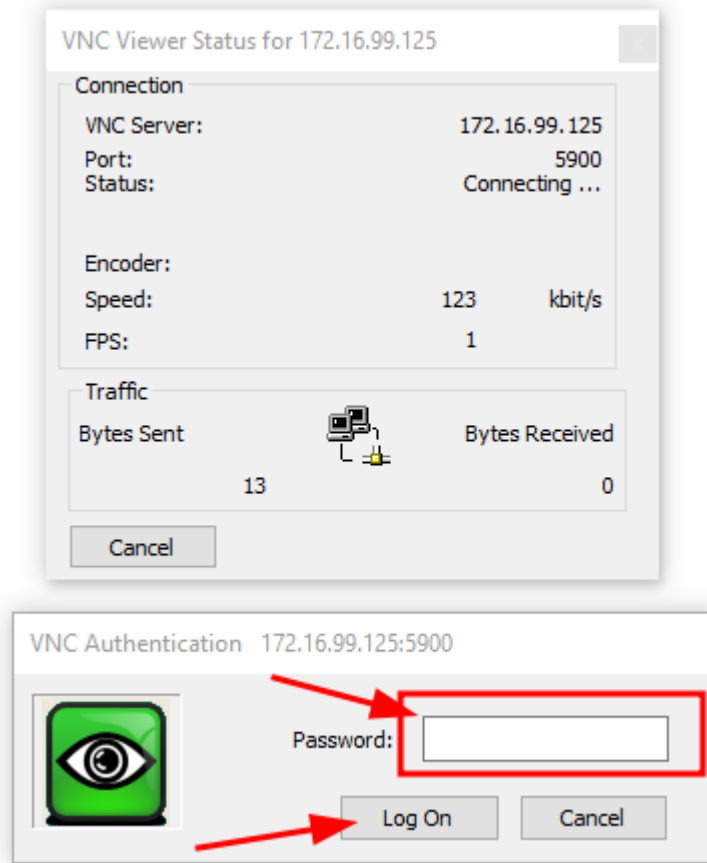 VNC Viewer Status for 172.16.99.125
Connection
VNC Server: 172.16.99.125
Port: 5900
Status: Connecting ...
Encoder:
Speed: 123 kbit/s
FPS: 1
Traffic
Bytes Sent Bytes Received
13 0
Cancel
VNC Authentication 172.16.99.125:5900
Password:
Log On Cancel